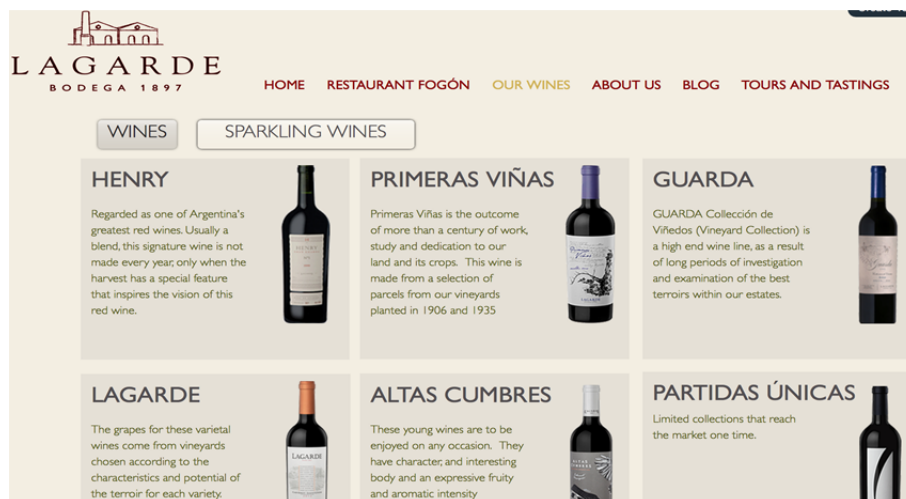 LAGARDE
BODEGA 1897
HOME RESTAURANT FOGÓN OUR WINES ABOUT US BLOG TOURS AND TASTINGS
WINES SPARKLING WINES
HENRY
Regarded as one of Argentina's
greatest red wines. Usually a
blend, this signature wine is not
made every year, only when the
harvest has a special feature
that inspires the vision of this
red wine.
PRIMERAS VIÑAS
Primeras Viñas is the outcome
of more than a century of work,
study and dedication to our
land and its crops. This wine is
made from a selection of
parcels from our vineyards
planted in 1906 and 1935
GUARDA
GUARDA Collección de
Viñedos (Vineyard Collection) is
a high end wine line, as a result
of long periods of investigation
and examination of the best
terroirs within our estates.
LAGARDE
The grapes for these varietal
wines come from vineyards
chosen according to the
characteristics and potential of
the terroir for each variety.
LAGARDE
ALTAS CUMBRES
These young wines are to be
enjoyed on any occasion. They
have character, and interesting
body and an expressive fruity
and aromatic intensity
PARTIDAS ÚNICAS
Limited collections that reach
the market one time.
HENRY
Primeras
Viñas
LAGARDE
Guarda
ALTAS
CUMBRES